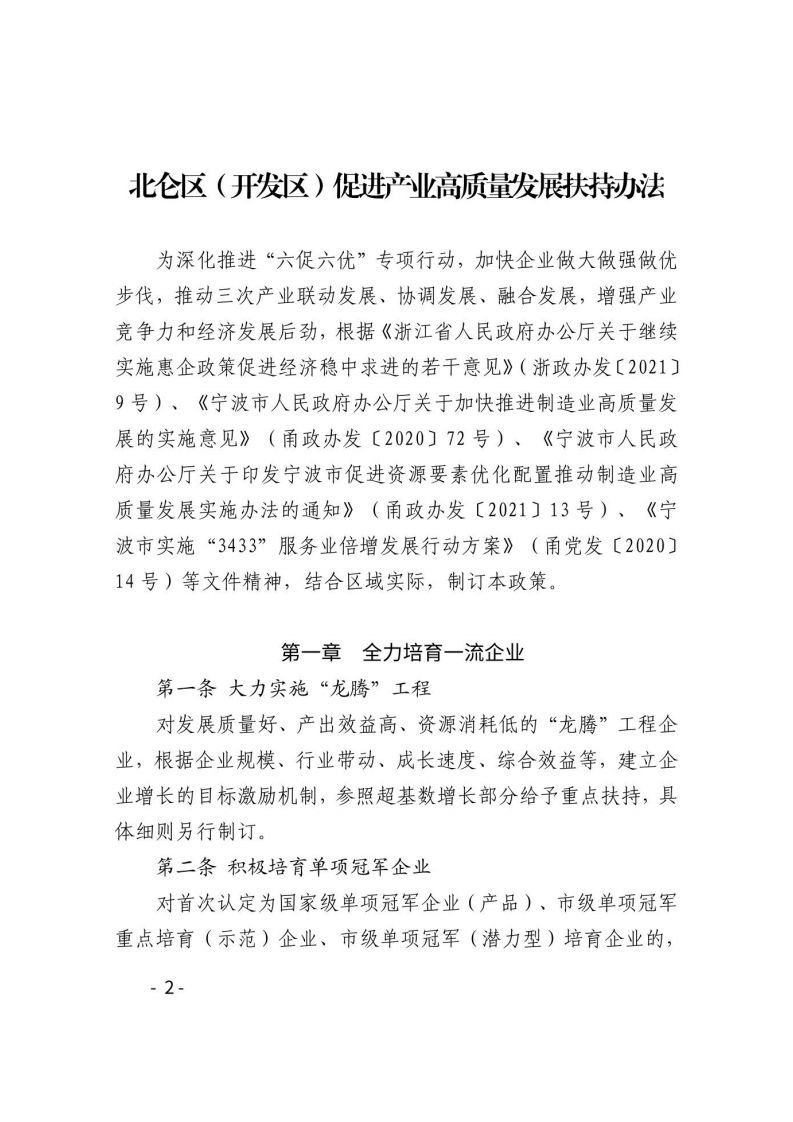 北仑区（开发区）促进产业高质量发展扶持办法
为深化推进“六促六优”专项行动，加快企业做大做强做优
步伐，推动三次产业联动发展、协调发展、融合发展，增强产业
竞争力和经济发展后劲，根据《浙江省人民政府办公厅关于继续
实施惠企政策促进经济稳中求进的若干意见》（浙政办发〔2021〕
9号）、《宁波市人民政府办公厅关于加快推进制造业高质量发
展的实施意见》（甬政办发〔2020〕72号）、《宁波市人民政
府办公厅关于印发宁波市促进资源要素优化配置推动制造业高
质量发展实施办法的通知》（甬政办发〔2021〕13号）、《宁
波市实施“3433”服务业倍增发展行动方案》（甬党发〔2020〕
14号）等文件精神，结合区域实际，制订本政策。
第一章　全力培育一流企业
第一条 大力实施“龙腾”工程
对发展质量好、产出效益高、资源消耗低的“龙腾”工程企
业，根据企业规模、行业带动、成长速度、综合效益等，建立企
业增长的目标激励机制，参照超基数增长部分给予重点扶持，具
体细则另行制订。
第二条 积极培育单项冠军企业
对首次认定为国家级单项冠军企业（产品）、市级单项冠军
重点培育（示范）企业、市级单项冠军（潜力型）培育企业的，
- 2 -